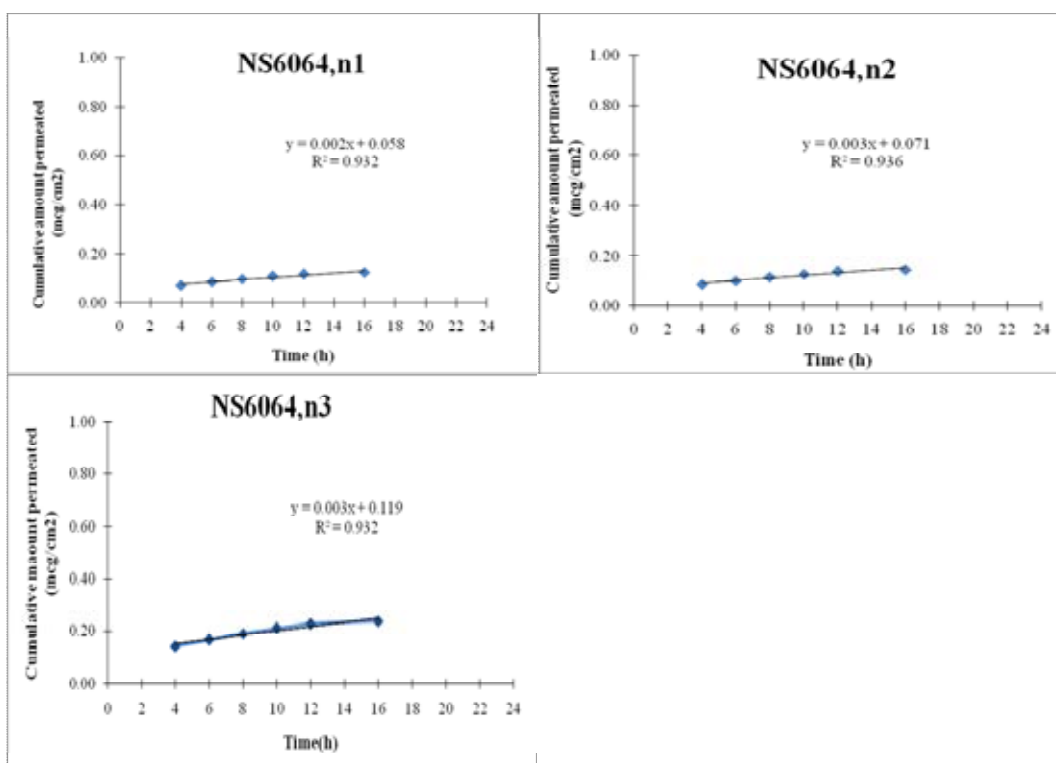 NS6064,n1
Cumulative amount permeated
(mcg/cm2)
1.00
0.80
0.60
0.40
0.20
0.00
y = 0.002x + 0.058
R² = 0.932
0 2 4 6 8 10 12 14 16 18 20 22 24
Time (h)
NS6064,n2
Cumulative amount permeated
(mcg/cm2)
1.00
0.80
0.60
0.40
0.20
0.00
y = 0.003x + 0.071
R² = 0.936
0 2 4 6 8 10 12 14 16 18 20 22 24
Time (h)
NS6064,n3
Cumulative maount permeated
(mcg/cm2)
1.00
0.80
0.60
0.40
0.20
0.00
y = 0.003x + 0.119
R² = 0.932
0 2 4 6 8 10 12 14 16 18 20 22 24
Time(h)